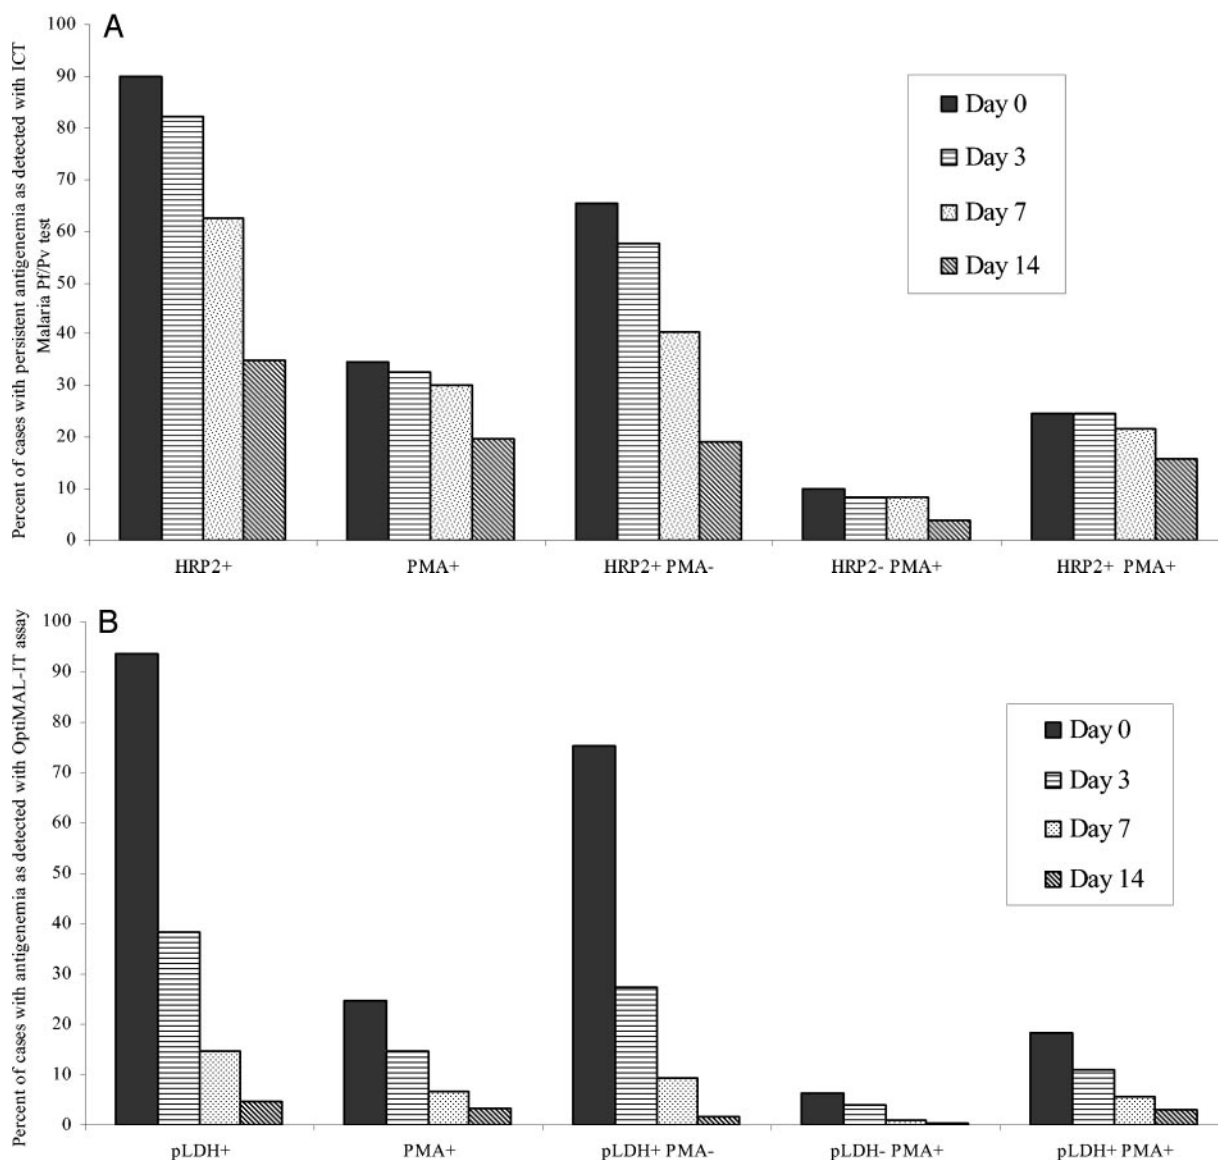 A
Percent of cases with persistent antigenemia as detected with ICT
Malaria Pf/Pv test
100
90
80
70
60
50
40
30
20
10
0
Day 0
Day 3
Day 7
Day 14
HRP2+ PMA+ HRP2+ PMA- HRP2- PMA+ HRP2+ PMA+
B
Percent of cases with antigenemia as detected with OptiMAL-IT assay
100
90
80
70
60
50
40
30
20
10
0
Day 0
Day 3
Day 7
Day 14
pLDH+ PMA+ pLDH+ PMA- pLDH- PMA+ pLDH+ PMA+